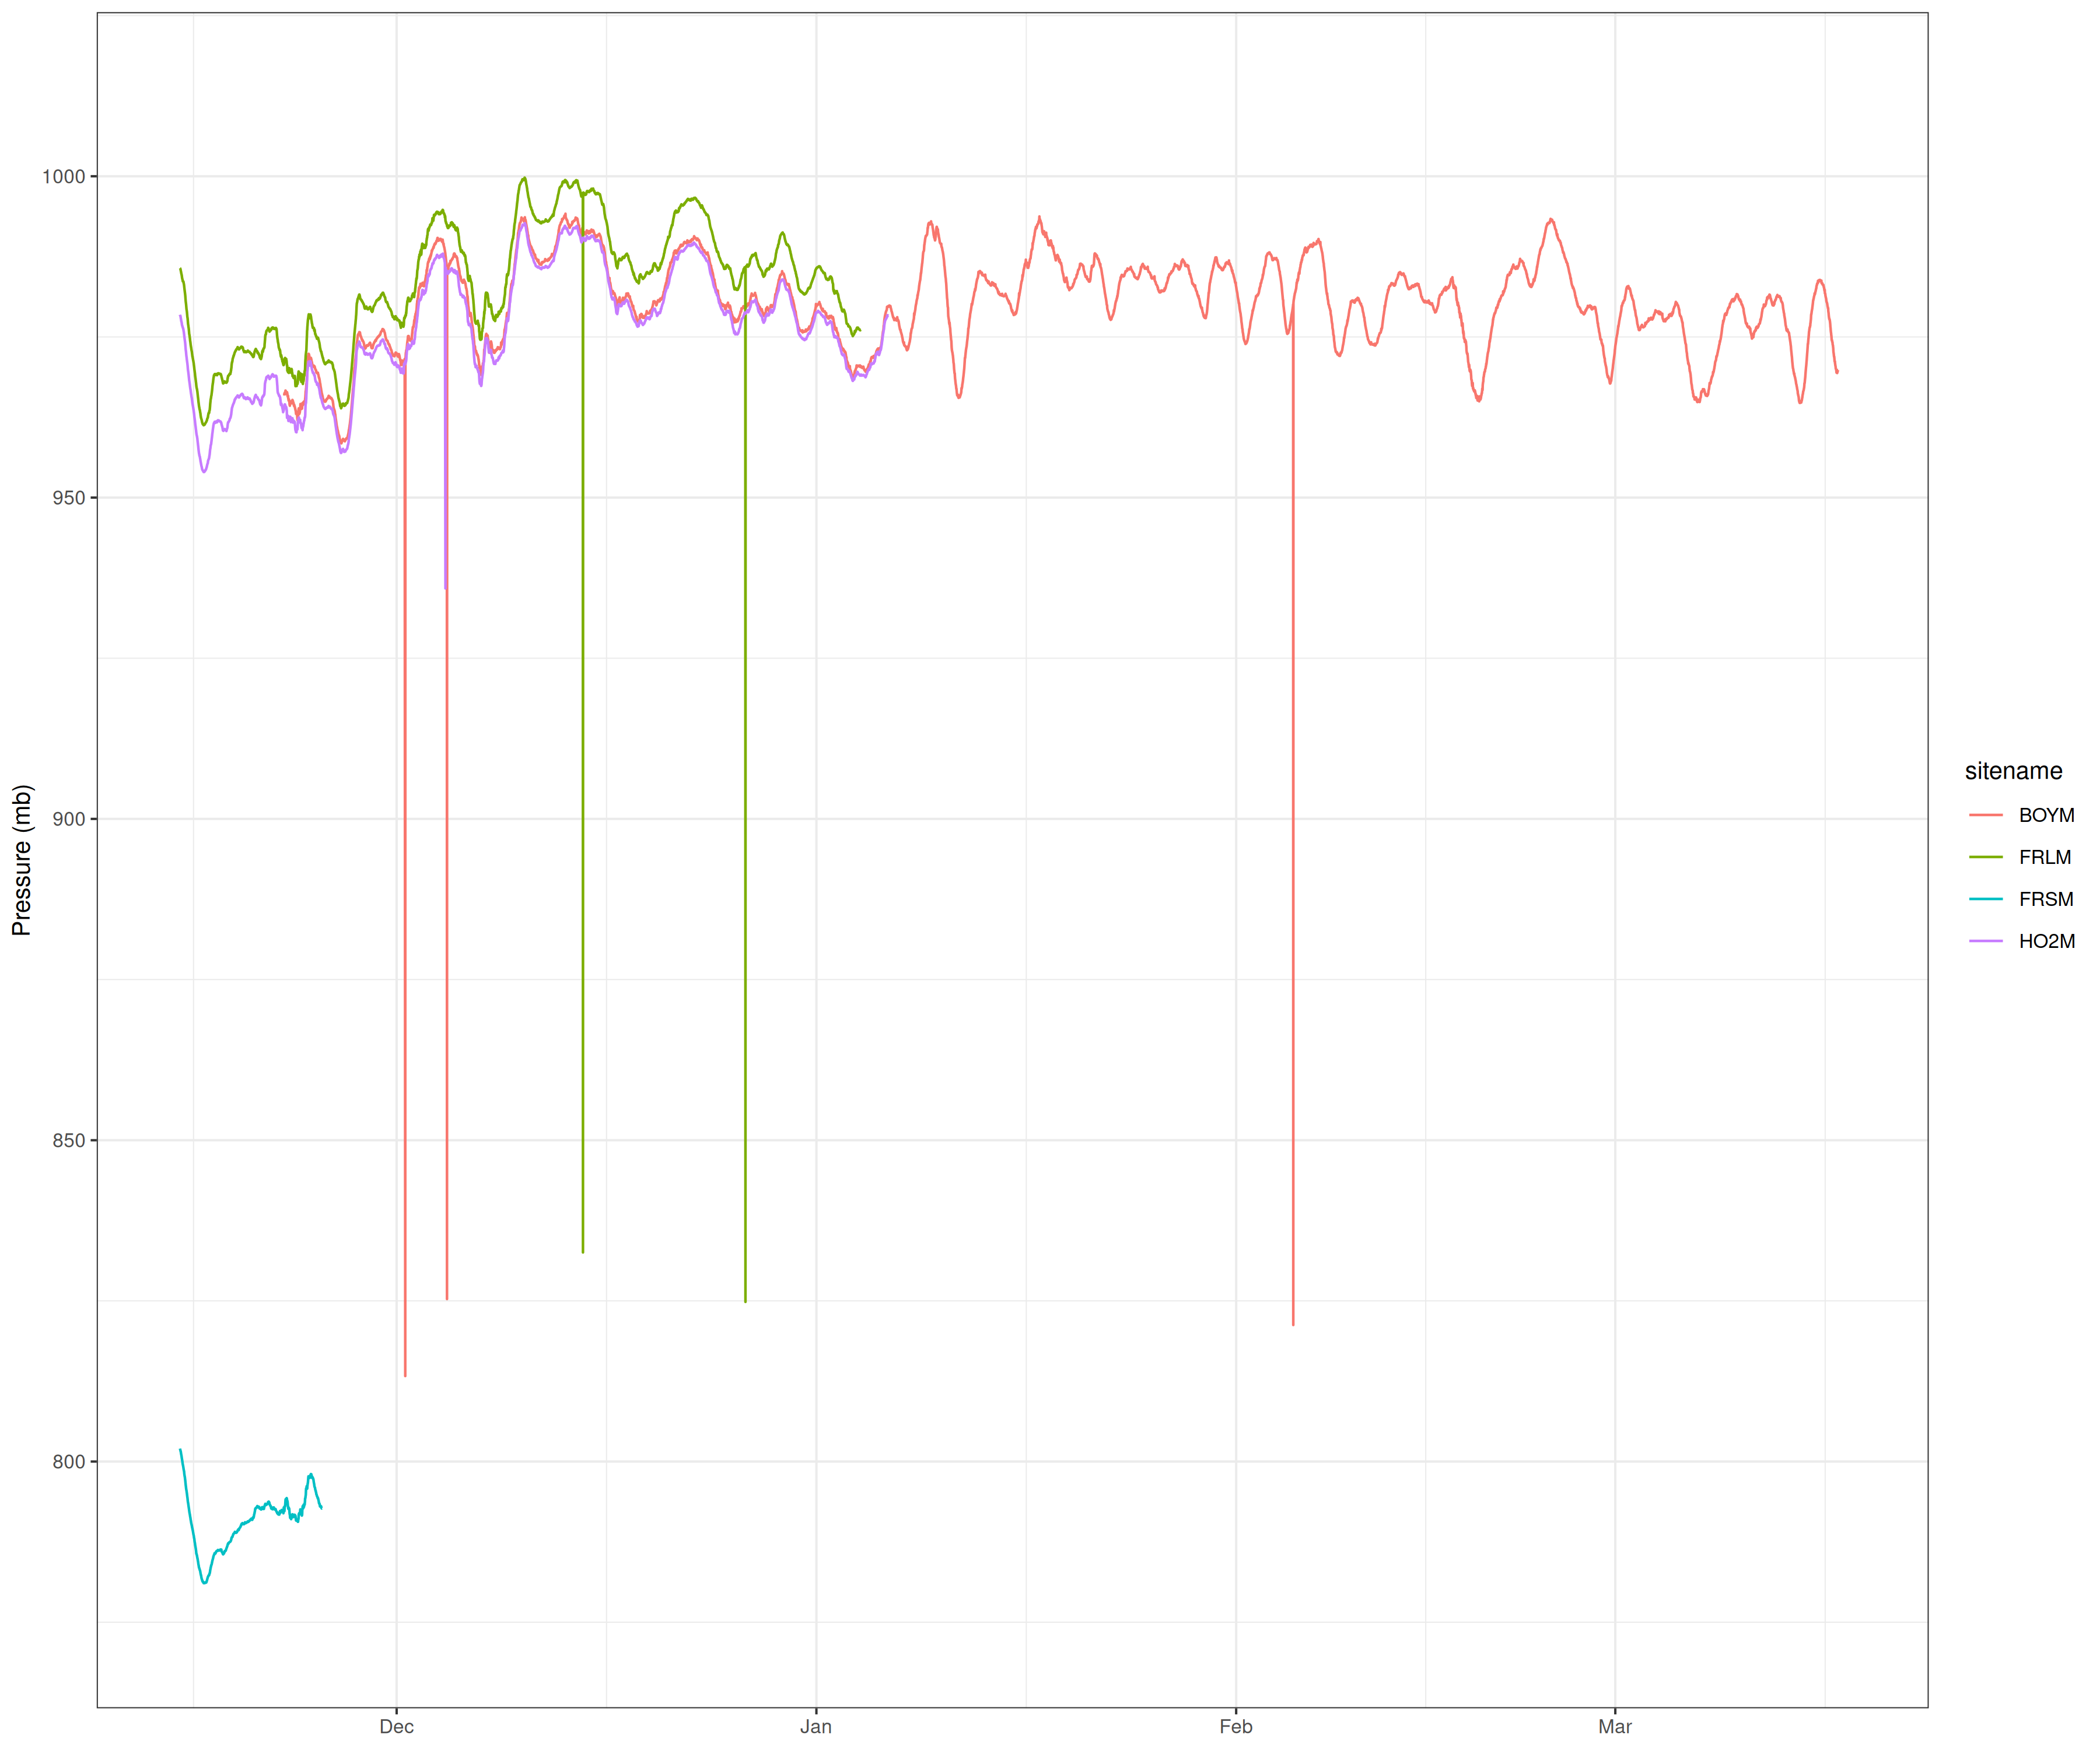 Pressure (mb)
1000
950
900
850
800
Dec
Jan
Feb
Mar
sitename
BOYM
FRLM
FRSM
HO2M